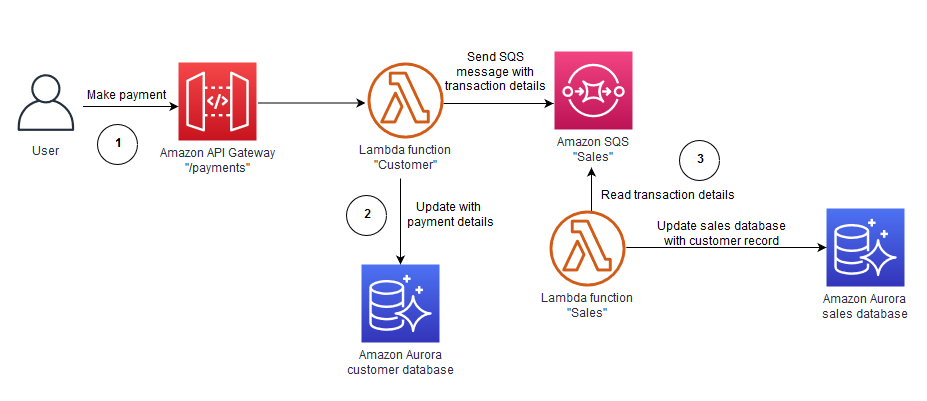 Make payment
1
User
Amazon API Gateway
"/payments"
Lambda function
"Customer"
Send SQS
message with
transaction details
Amazon SQS
"Sales"
3
Read transaction details
2
Update with
payment details
Update sales database
with customer record
Lambda function
"Sales"
Amazon Aurora
sales database
Amazon Aurora
customer database